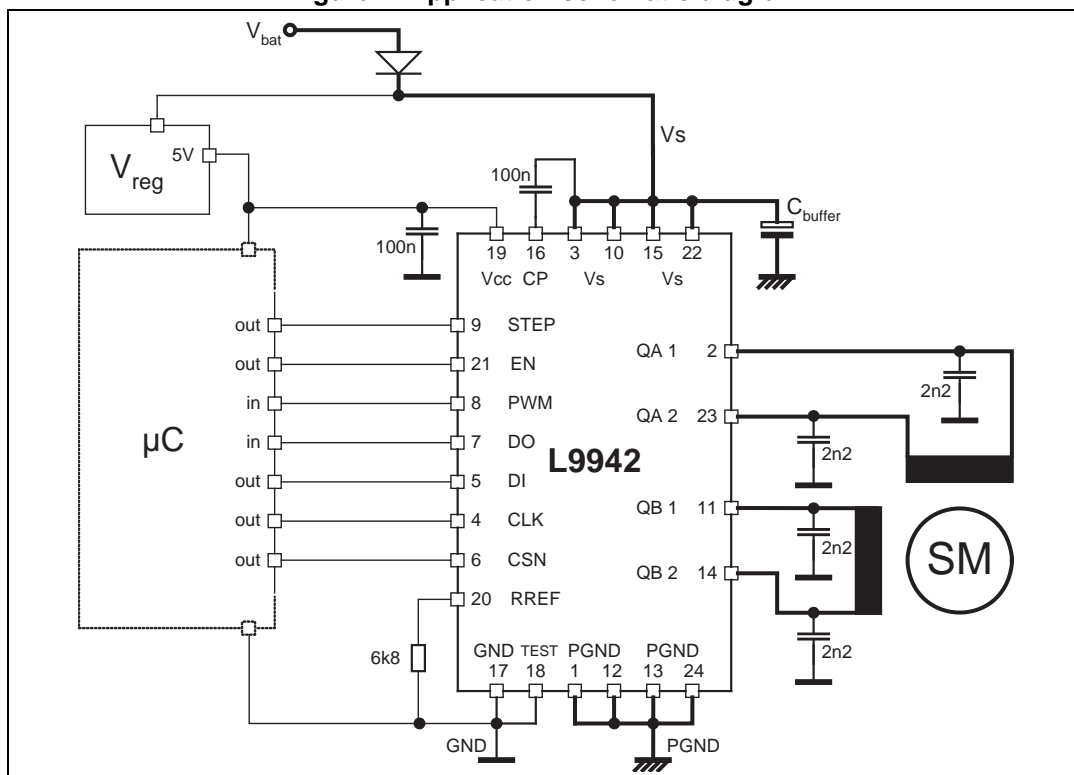 V_bat
Vs
V_reg
5V
100n
100n
C_buffer
19 16 3 10 15 22
Vcc CP Vs Vs
out 9 STEP
out 21 EN
in 8 PWM
in 7 DO
out 5 DI
out 4 CLK
out 6 CSN
20 RREF
µC
L9942
QA 1 2
2n2
QA 2 23
2n2
QB 1 11
2n2
QB 2 14
2n2
SM
6k8
GND TEST PGND PGND
17 18 1 12 13 24
GND
PGND